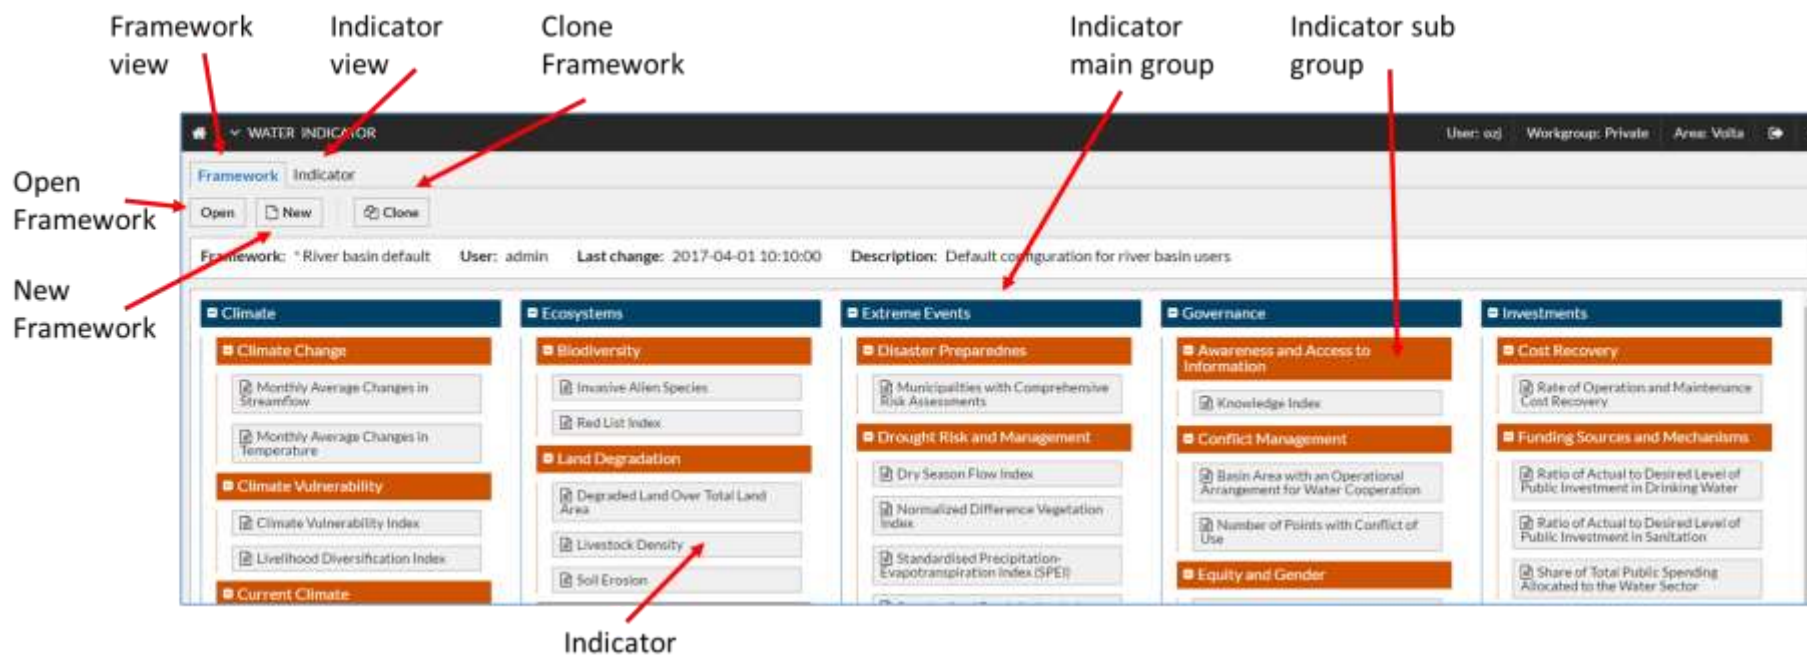 Framework
view
Indicator
view
Clone
Framework
Indicator
main group
Indicator sub
group
WATER INDICATOR
User: ozj
Workgroup: Private
Area: Volta
Framework
Indicator
Open
Framework
Open
New
Clone
Framework: * River basin default
User: admin
Last change: 2017-04-01 10:10:00
Description: Default configuration for river basin users
New
Framework
Climate
Climate Change
Monthly Average Changes in
Streamflow
Monthly Average Changes in
Temperature
Climate Vulnerability
Climate Vulnerability Index
Livelihood Diversification Index
Current Climate
Ecosystems
Biodiversity
Invasive Alien Species
Red List Index
Land Degradation
Degraded Land Over Total Land
Area
Livestock Density
Soil Erosion
Extreme Events
Disaster Preparednes
Municipalities with Comprehensive
Risk Assessments
Drought Risk and Management
Dry Season Flow Index
Normalized Difference Vegetation
Index
Standardised Precipitation-
Evapotranspiration Index (SPEI)
Governance
Awareness and Access to
Information
Knowledge Index
Conflict Management
Basin Area with an Operational
Arrangement for Water Cooperation
Number of Points with Conflict of
Use
Equity and Gender
Investments
Cost Recovery
Rate of Operation and Maintenance
Cost Recovery
Funding Sources and Mechanisms
Ratio of Actual to Desired Level of
Public Investment in Drinking Water
Ratio of Actual to Desired Level of
Public Investment in Sanitation
Share of Total Public Spending
Allocated to the Water Sector
Indicator